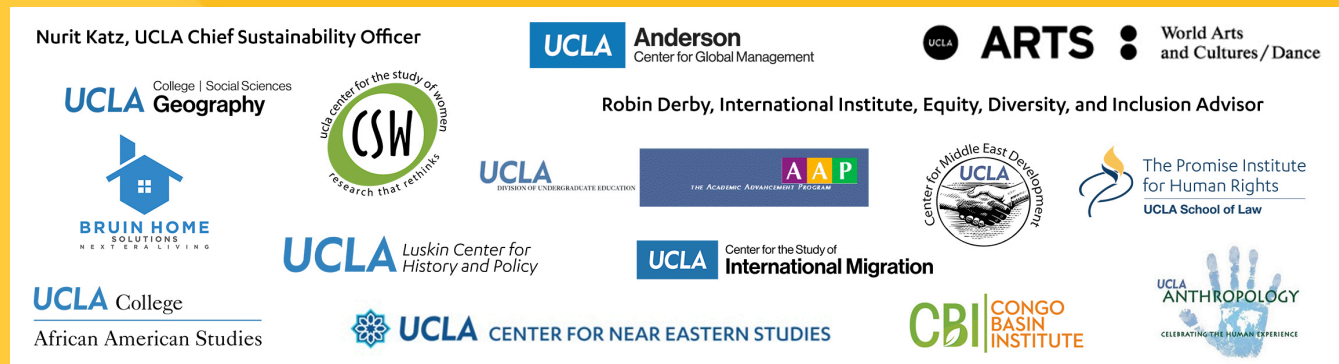 Nurit Katz, UCLA Chief Sustainability Officer
UCLA Anderson
Center for Global Management
UCLA ARTS World Arts
and Cultures/Dance
UCLA College | Social Sciences
Geography
ucla center for the study of women
CSW
research that rethinks
Robin Derby, International Institute, Equity, Diversity, and Inclusion Advisor
BRUIN HOME
SOLUTIONS
NEXT ERA LIVING
UCLA
DIVISION OF UNDERGRADUATE EDUCATION
AAP
THE ACADEMIC ADVANCEMENT PROGRAM
Center for Middle East Development
UCLA
The Promise Institute
for Human Rights
UCLA School of Law
UCLA Luskin Center for
History and Policy
UCLA Center for the Study of
International Migration
UCLA
ANTHROPOLOGY
CELEBRATING THE HUMAN EXPERIENCE
UCLA College
African American Studies
UCLA CENTER FOR NEAR EASTERN STUDIES
CBI CONGO
BASIN
INSTITUTE